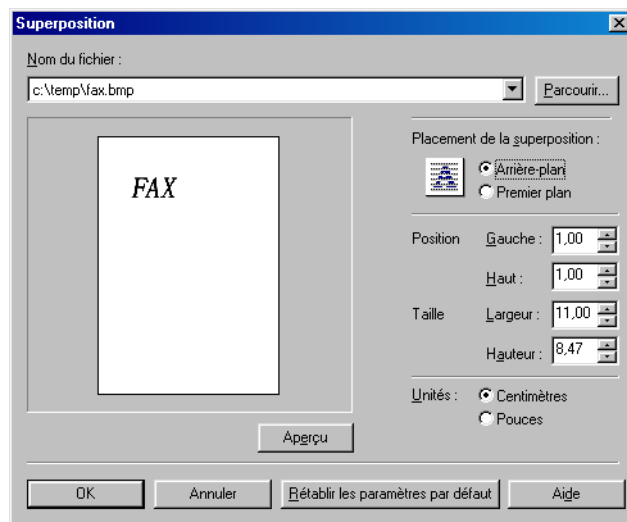 Superposition
Nom du fichier :
c:\temp\fax.bmp
Parcourir...
FAX
Placement de la superposition :
Arrière-plan
Premier plan
Position Gauche : 1,00
Haut : 1,00
Taille Largeur : 11,00
Hauteur : 8,47
Unités : Centimètres
Pouces
Aperçu
OK Annuler Rétablir les paramètres par défaut Aide